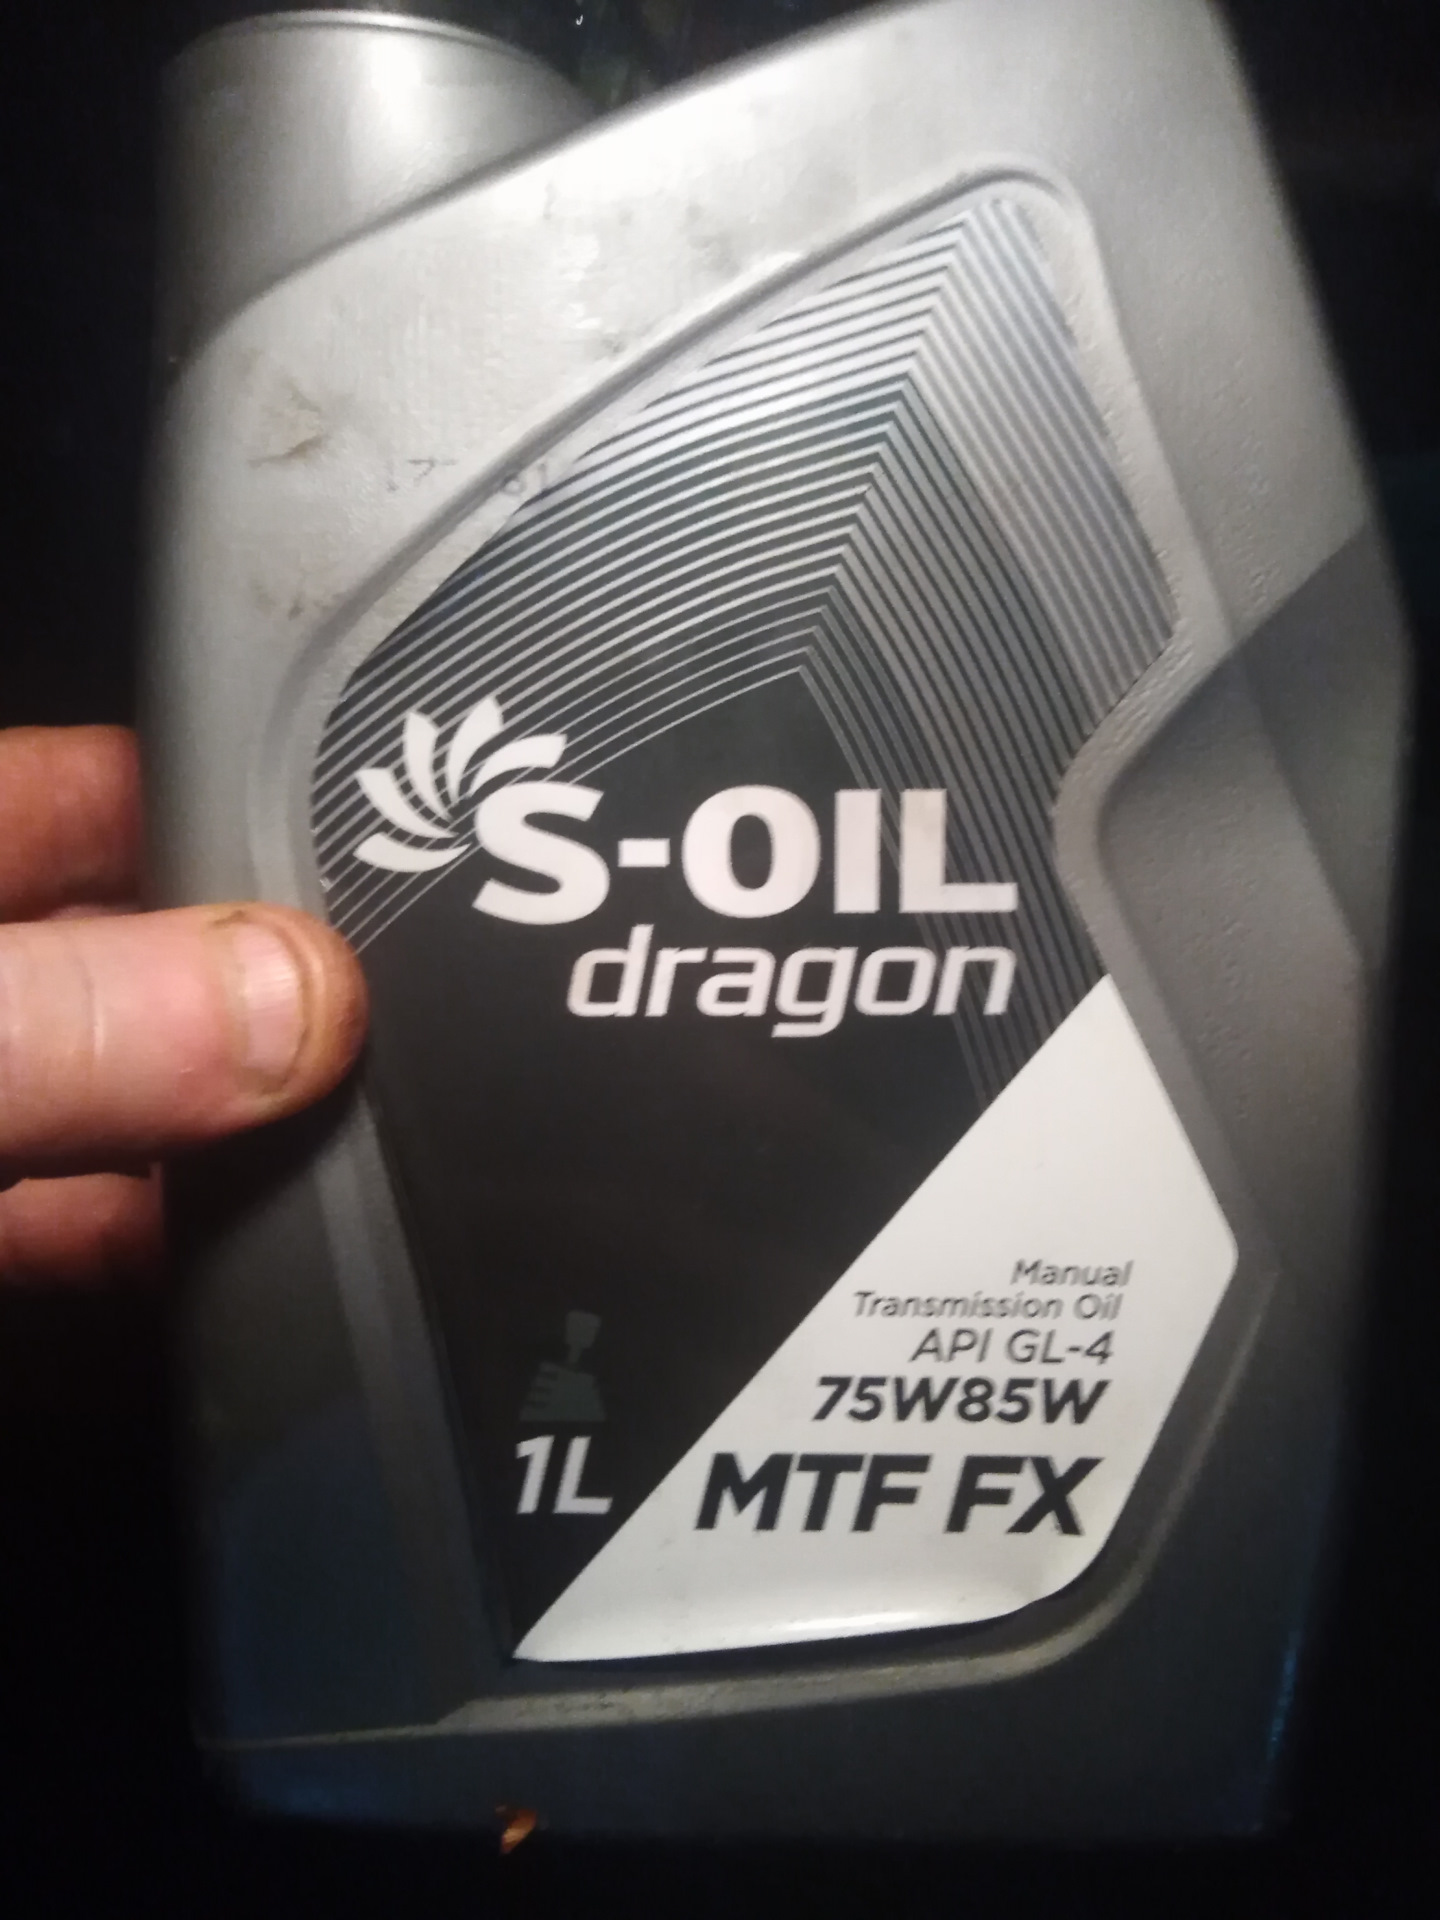 S-OIL
dragon
Manual
Transmission Oil
API GL-4
75W85W
1L
MTF FX